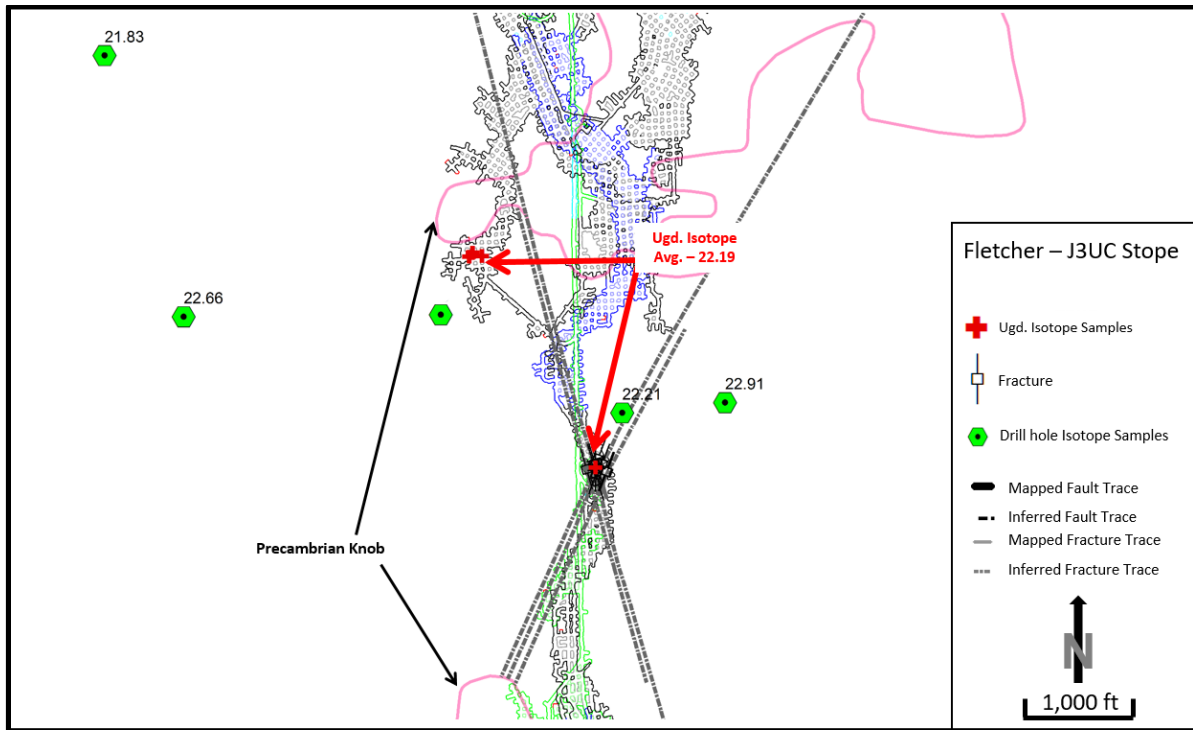 21.83
Ugd. Isotope
Avg. – 22.19
22.66
22.21
22.91
Precambrian Knob
Fletcher – J3UC Stope
Ugd. Isotope Samples
Fracture
Drill hole Isotope Samples
Mapped Fault Trace
Inferred Fault Trace
Mapped Fracture Trace
Inferred Fracture Trace
N
1,000 ft